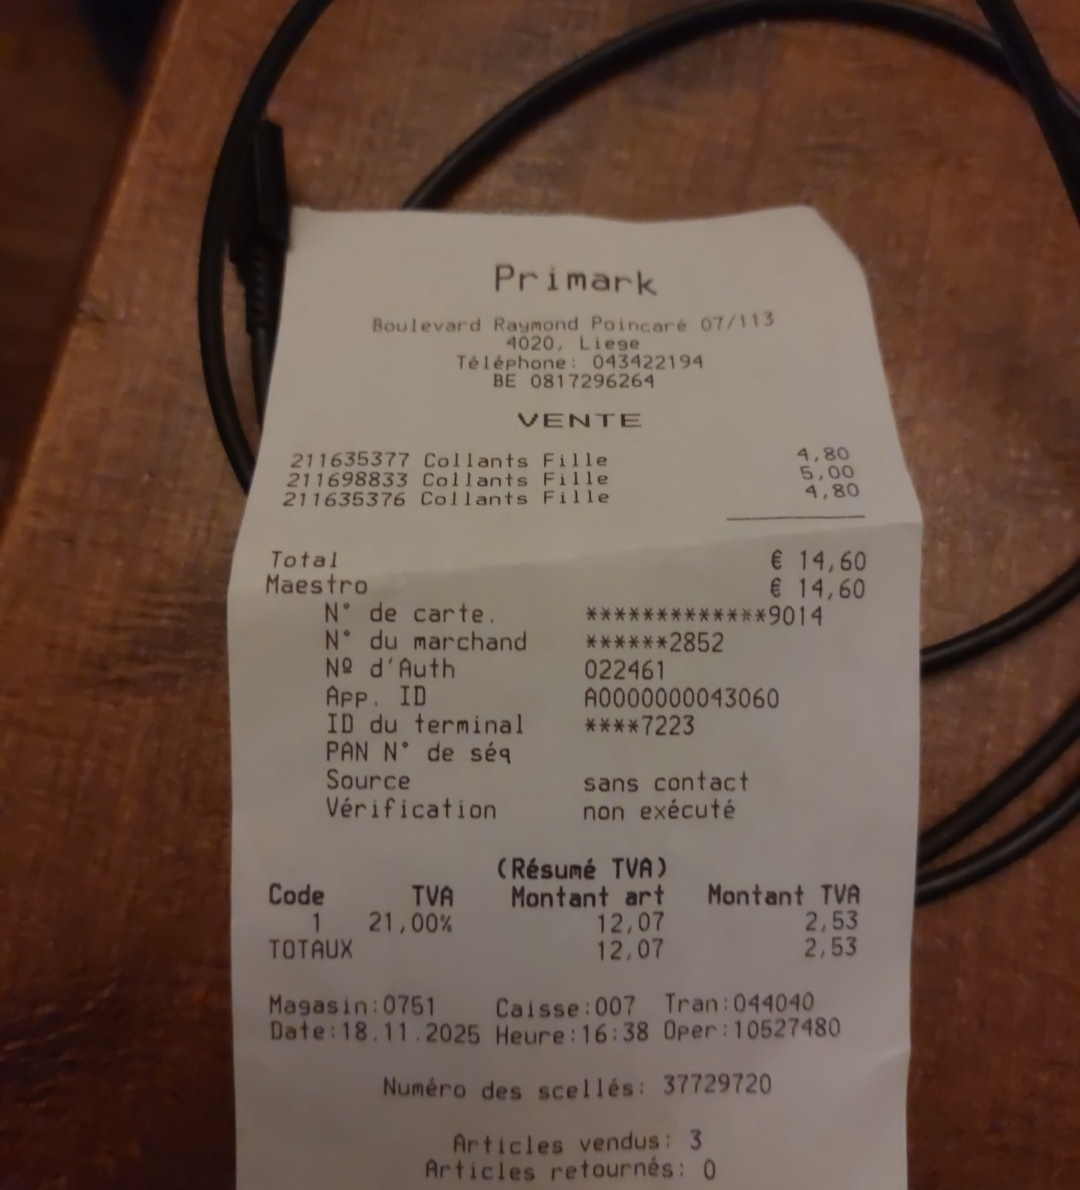 Primark
Boulevard Raymond Poincaré 07/113
4020, Liege
Téléphone: 043422194
BE 0817296264
VENTE
211635377 Collants Fille 4,80
211698833 Collants Fille 5,00
211635376 Collants Fille 4,80
Total € 14,60
Maestro € 14,60
N° de carte. *************9014
N° du marchand ******2852
Nº d'Auth 022461
App. ID A0000000043060
ID du terminal ****7223
PAN N° de séq
Source sans contact
Vérification non exécuté
(Résumé TVA)
Code TVA Montant art Montant TVA
1 21,00% 12,07 2,53
TOTAUX 12,07 2,53
Magasin:0751 Caisse:007 Tran:044040
Date:18.11.2025 Heure:16:38 Oper:10527480
Numéro des scellés: 37729720
Articles vendus: 3
Articles retournés: 0